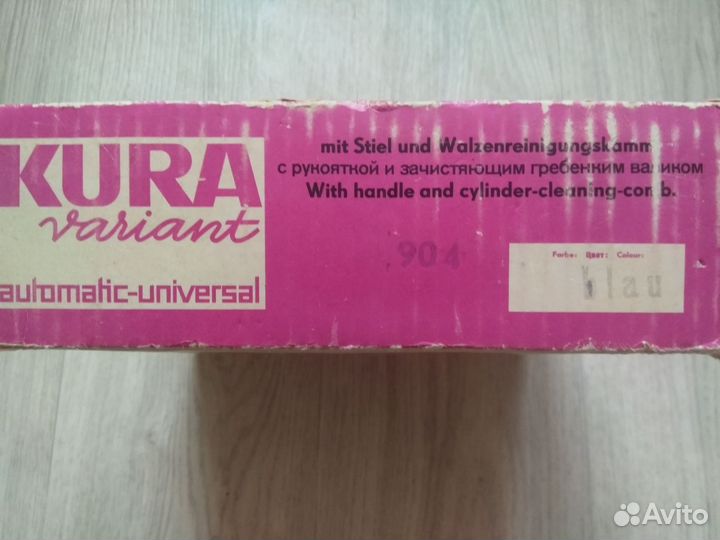 KURA
variant
automatic-universal
mit Stiel und Walzenreinigungskamm
с рукояткой и зачистяющим гребенким валиком
With handle and cylinder-cleaning-comb.
904
Farbe: Цвет: Colour:
blau
Avito